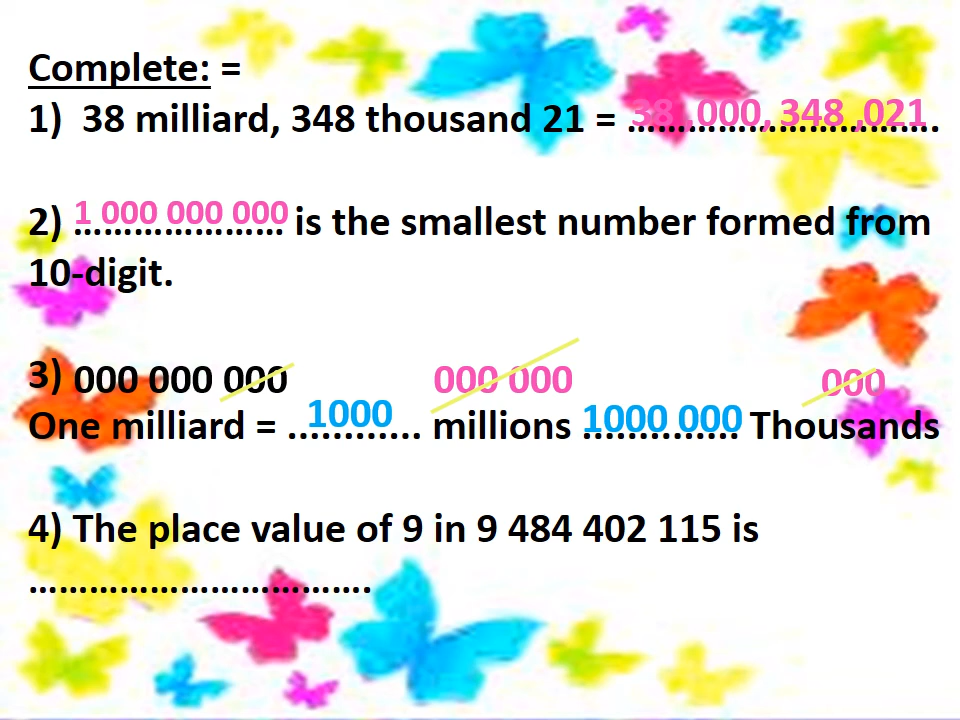 Complete: =
1) 38 milliard, 348 thousand 21 = 38 ,000, 348 ,021 ................................
2) 1 000 000 000 ..................... is the smallest number formed from
10-digit.
3) 000 000 000 000 000 000
One milliard = 1000 ............ millions 1000 000 .............. Thousands
4) The place value of 9 in 9 484 402 115 is
..................................